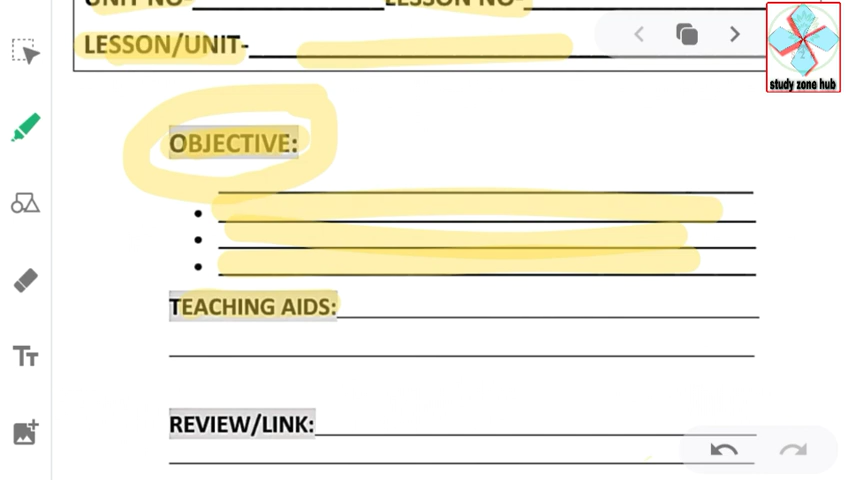 UNIT NO- LESSON NO-
LESSON/UNIT-
study zone hub
OBJECTIVE:
TEACHING AIDS:
REVIEW/LINK: